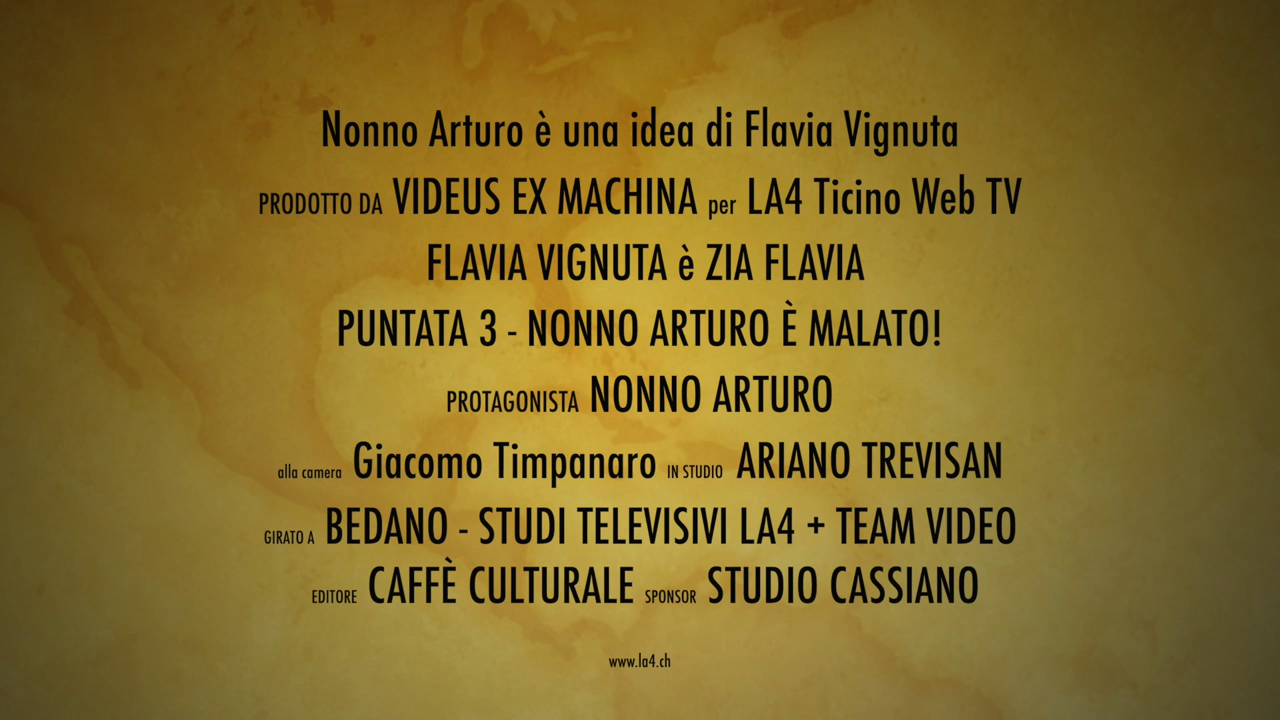 Nonno Arturo è una idea di Flavia Vignuta
PRODOTTO DA VIDEUS EX MACHINA per LA4 Ticino Web TV
FLAVIA VIGNUTA è ZIA FLAVIA
PUNTATA 3 - NONNO ARTURO È MALATO!
PROTAGONISTA NONNO ARTURO
alla camera Giacomo Timpanaro IN STUDIO ARIANO TREVISAN
GIRATO A BEDANO - STUDI TELEVISIVI LA4 + TEAM VIDEO
EDITORE CAFFÈ CULTURALE SPONSOR STUDIO CASSIANO
www.la4.ch